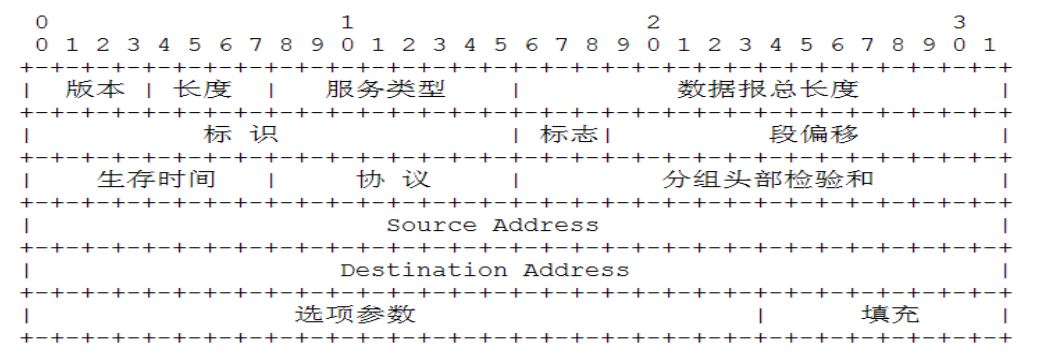 0                   1                   2                   3
0 1 2 3 4 5 6 7 8 9 0 1 2 3 4 5 6 7 8 9 0 1 2 3 4 5 6 7 8 9 0 1
+-+-+-+-+-+-+-+-+-+-+-+-+-+-+-+-+-+-+-+-+-+-+-+-+-+-+-+-+-+-+-+-+
| 版本 | 长度 | 服务类型 | 数据报总长度 |
+-+-+-+-+-+-+-+-+-+-+-+-+-+-+-+-+-+-+-+-+-+-+-+-+-+-+-+-+-+-+-+-+
| 标 识 | 标志| 段偏移 |
+-+-+-+-+-+-+-+-+-+-+-+-+-+-+-+-+-+-+-+-+-+-+-+-+-+-+-+-+-+-+-+-+
| 生存时间 | 协 议 | 分组头部检验和 |
+-+-+-+-+-+-+-+-+-+-+-+-+-+-+-+-+-+-+-+-+-+-+-+-+-+-+-+-+-+-+-+-+
| Source Address |
+-+-+-+-+-+-+-+-+-+-+-+-+-+-+-+-+-+-+-+-+-+-+-+-+-+-+-+-+-+-+-+-+
| Destination Address |
+-+-+-+-+-+-+-+-+-+-+-+-+-+-+-+-+-+-+-+-+-+-+-+-+-+-+-+-+-+-+-+-+
| 选项参数 | 填充 |
+-+-+-+-+-+-+-+-+-+-+-+-+-+-+-+-+-+-+-+-+-+-+-+-+-+-+-+-+-+-+-+-+